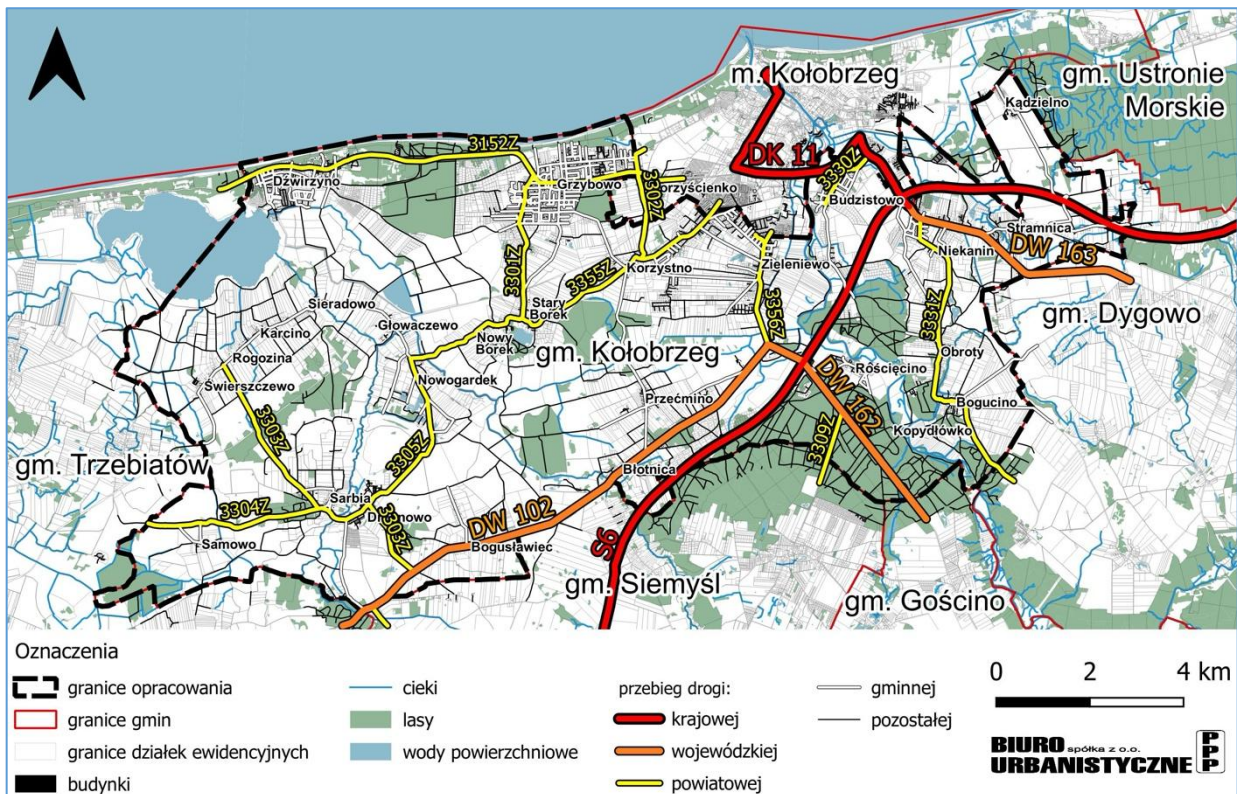 m. Kołobrzeg
gm. Ustronie
Morskie
Kądzielno
DK 11
3152Z
3330Z
Dźwirzyno
Grzybowo
Korzyścienko
3302Z
Budzistowo
Stramnica
DW 163
Niekanin
3301Z
3355Z
Korzystno
Zieleniewo
Sieradowo
Stary
Borek
3356Z
gm. Dygowo
Karcino
Głowaczewo
Nowy
Borek
gm. Kołobrzeg
Rogozina
Obroty
Świerszczewo
Nowogardek
Przećmino
DW 162
Rościęcino
Bogucino
3303Z
3305Z
3309Z
Kopydłówko
gm. Trzebiatów
Błotnica
Sarbia
3304Z
3303Z
DW 102
Samowo
Bogusławiec
S6
gm. Siemyśl
gm. Gościno
Oznaczenia
granice opracowania
granice gmin
granice działek ewidencyjnych
budynki
cieki
lasy
wody powierzchniowe
przebieg drogi:
krajowej
wojewódzkiej
powiatowej
gminnej
pozostałej
0 2 4 km
BIURO spółka z o.o.
URBANISTYCZNE
PPP